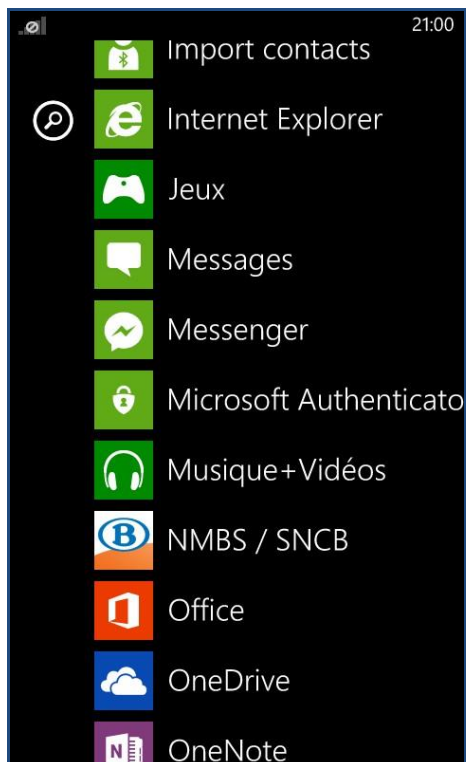 21:00
Import contacts
Internet Explorer
Jeux
Messages
Messenger
Microsoft Authenticato
Musique+Vidéos
B
NMBS / SNCB
Office
OneDrive
N
OneNote